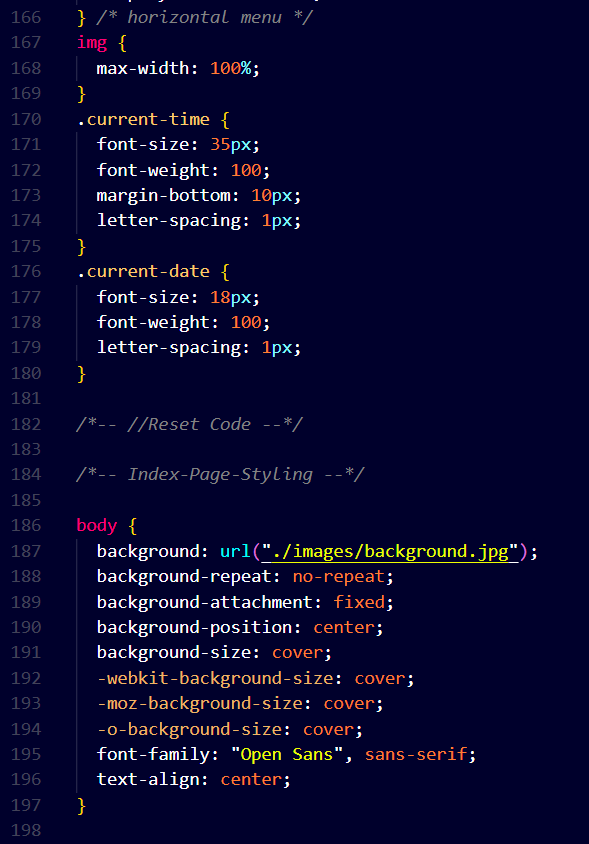 166 } /* horizontal menu */
167 img {
168 max-width: 100%;
169 }
170 .current-time {
171 font-size: 35px;
172 font-weight: 100;
173 margin-bottom: 10px;
174 letter-spacing: 1px;
175 }
176 .current-date {
177 font-size: 18px;
178 font-weight: 100;
179 letter-spacing: 1px;
180 }
181
182 /*-- //Reset Code --*/
183
184 /*-- Index-Page-Styling --*/
185
186 body {
187 background: url("./images/background.jpg");
188 background-repeat: no-repeat;
189 background-attachment: fixed;
190 background-position: center;
191 background-size: cover;
192 -webkit-background-size: cover;
193 -moz-background-size: cover;
194 -o-background-size: cover;
195 font-family: "Open Sans", sans-serif;
196 text-align: center;
197 }
198